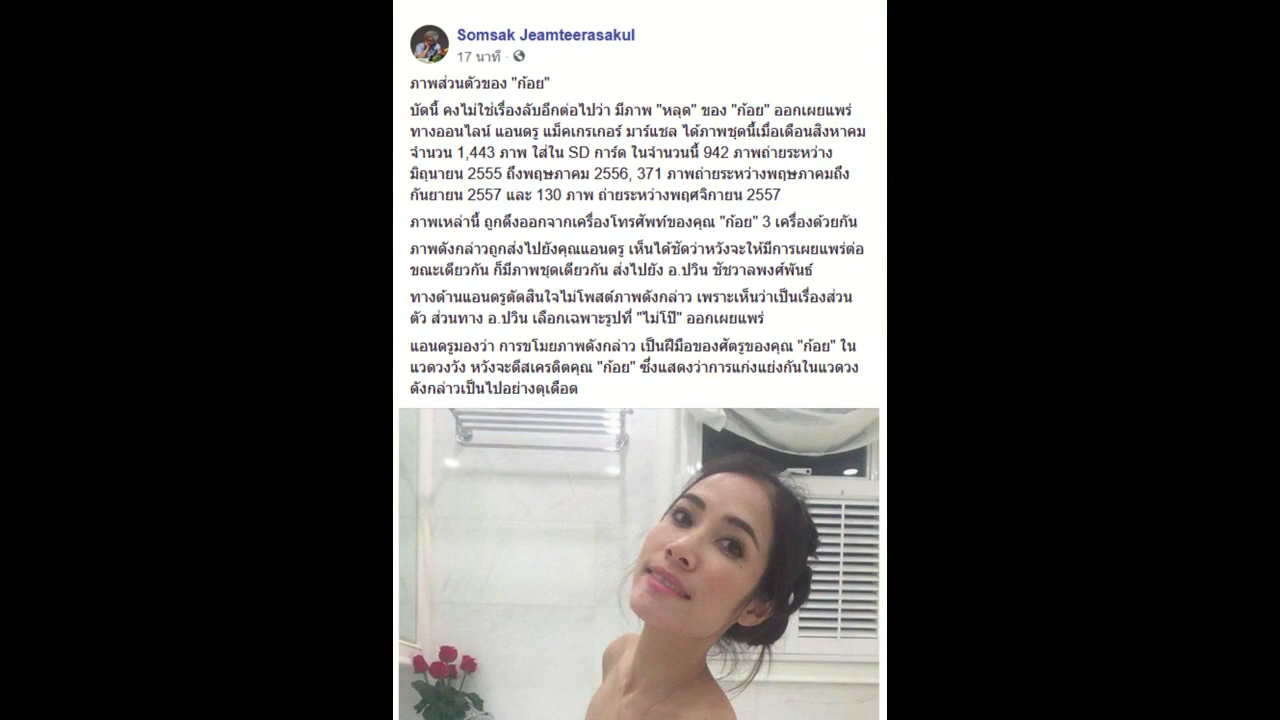 Somsak Jeamteerasakul
17 นาที ·
ภาพส่วนตัวของ "ก้อย"
บัดนี้ คงไม่ใช่เรื่องลับอีกต่อไปว่า มีภาพ "หลุด" ของ "ก้อย" ออกเผยแพร่
ทางออนไลน์ แอนดรู แม็คเกรเกอร์ มาร์แชล ได้ภาพชุดนี้เมื่อเดือนสิงหาคม
จำนวน 1,443 ภาพ ใส่ใน SD การ์ด ในจำนวนนี้ 942 ภาพถ่ายระหว่าง
มิถุนายน 2555 ถึงพฤษภาคม 2556, 371 ภาพถ่ายระหว่างพฤษภาคมถึง
กันยายน 2557 และ 130 ภาพ ถ่ายระหว่างพฤศจิกายน 2557
ภาพเหล่านี้ ถูกดึงออกจากเครื่องโทรศัพท์ของคุณ "ก้อย" 3 เครื่องด้วยกัน
ภาพดังกล่าวถูกส่งไปยังคุณแอนดรู เห็นได้ชัดว่าหวังจะให้มีการเผยแพร่ต่อ
ขณะเดียวกัน ก็มีภาพชุดเดียวกัน ส่งไปยัง อ.ปวิน ชัชวาลพงศ์พันธ์
ทางด้านแอนดรูตัดสินใจไม่โพสต์ภาพดังกล่าว เพราะเห็นว่าเป็นเรื่องส่วน
ตัว ส่วนทาง อ.ปวิน เลือกเฉพาะรูปที่ "ไม่โป๊" ออกเผยแพร่
แอนดรูมองว่า การขโมยภาพดังกล่าว เป็นฝีมือของศัตรูของคุณ "ก้อย" ใน
แวดวงวัง หวังจะดีสเครดิตคุณ "ก้อย" ซึ่งแสดงว่าการแก่งแย่งกันในแวดวง
ดังกล่าวเป็นไปอย่างดุเดือด